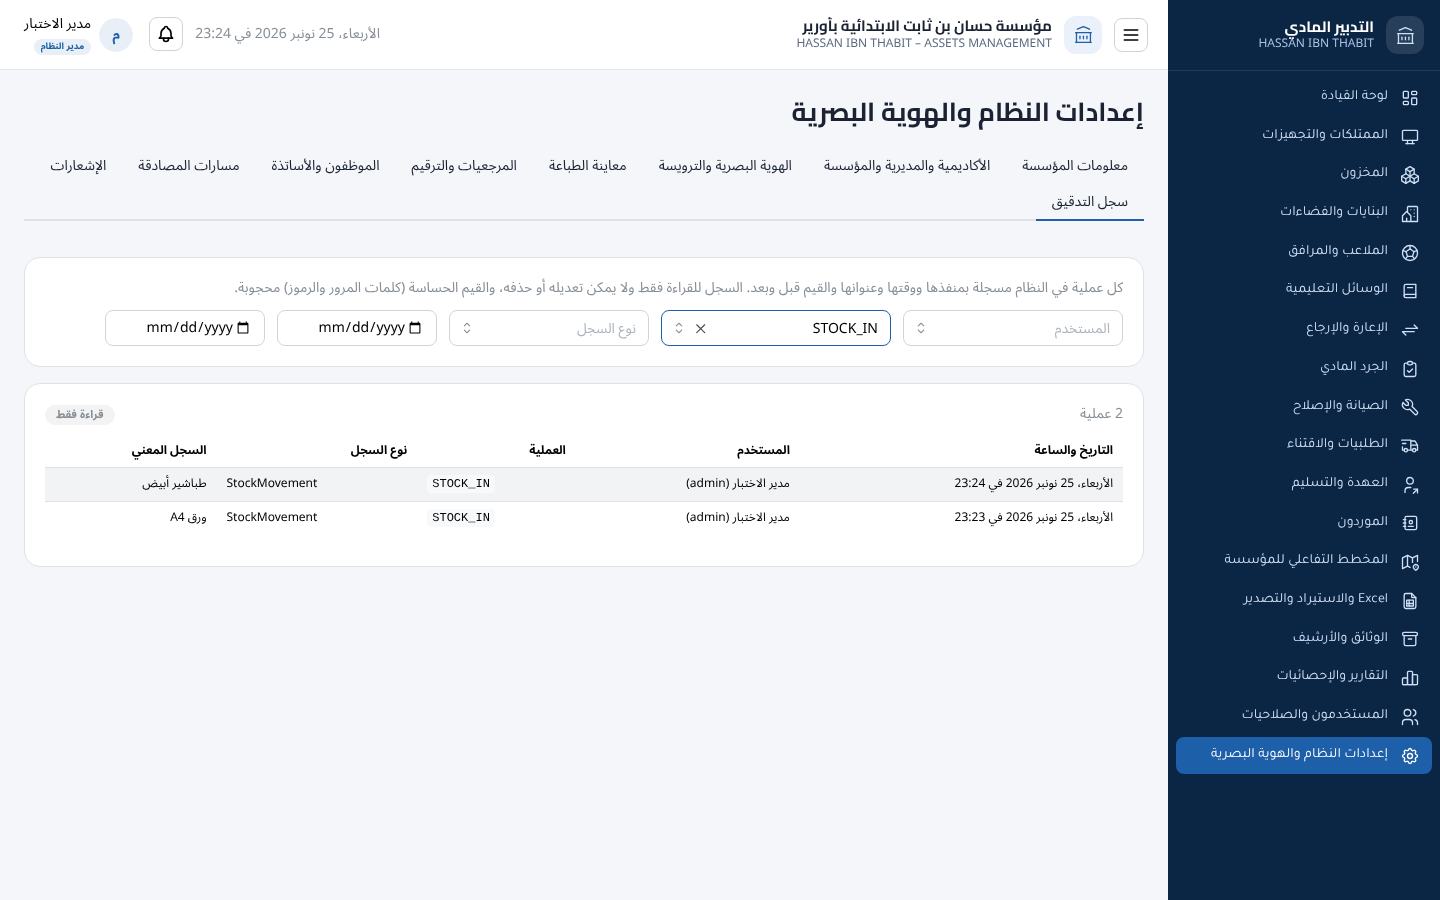 التدبير المادي
HASSAN IBN THABIT
لوحة القيادة
الممتلكات والتجهيزات
المخزون
البنايات والفضاءات
الملاعب والمرافق
الوسائل التعليمية
الإعارة والإرجاع
الجرد المادي
الصيانة والإصلاح
الطلبيات والاقتناء
العهدة والتسليم
الموردون
المخطط التفاعلي للمؤسسة
Excel والاستيراد والتصدير
الوثائق والأرشيف
التقارير والإحصائيات
المستخدمون والصلاحيات
إعدادات النظام والهوية البصرية
مؤسسة حسان بن ثابت الابتدائية بأورير
HASSAN IBN THABIT – ASSETS MANAGEMENT
الأربعاء، 25 نونبر 2026 في 23:24
م
مدير الاختبار
مدير النظام
إعدادات النظام والهوية البصرية
معلومات المؤسسة
الأكاديمية والمديرية والمؤسسة
الهوية البصرية والترويسة
معاينة الطباعة
المرجعيات والترقيم
الموظفون والأساتذة
مسارات المصادقة
الإشعارات
سجل التدقيق
كل عملية في النظام مسجلة بمنفذها ووقتها وعنوانها والقيم قبل وبعد. السجل للقراءة فقط ولا يمكن تعديله أو حذفه، والقيم الحساسة (كلمات المرور والرموز) محجوبة.
المستخدم
STOCK_IN
نوع السجل
mm/dd/yyyy
mm/dd/yyyy
2 عملية
قراءة فقط
التاريخ والساعة المستخدم العملية نوع السجل السجل المعني
الأربعاء، 25 نونبر 2026 في 23:24 مدير الاختبار (admin) STOCK_IN StockMovement طباشير أبيض
الأربعاء، 25 نونبر 2026 في 23:23 مدير الاختبار (admin) STOCK_IN StockMovement ورق A4